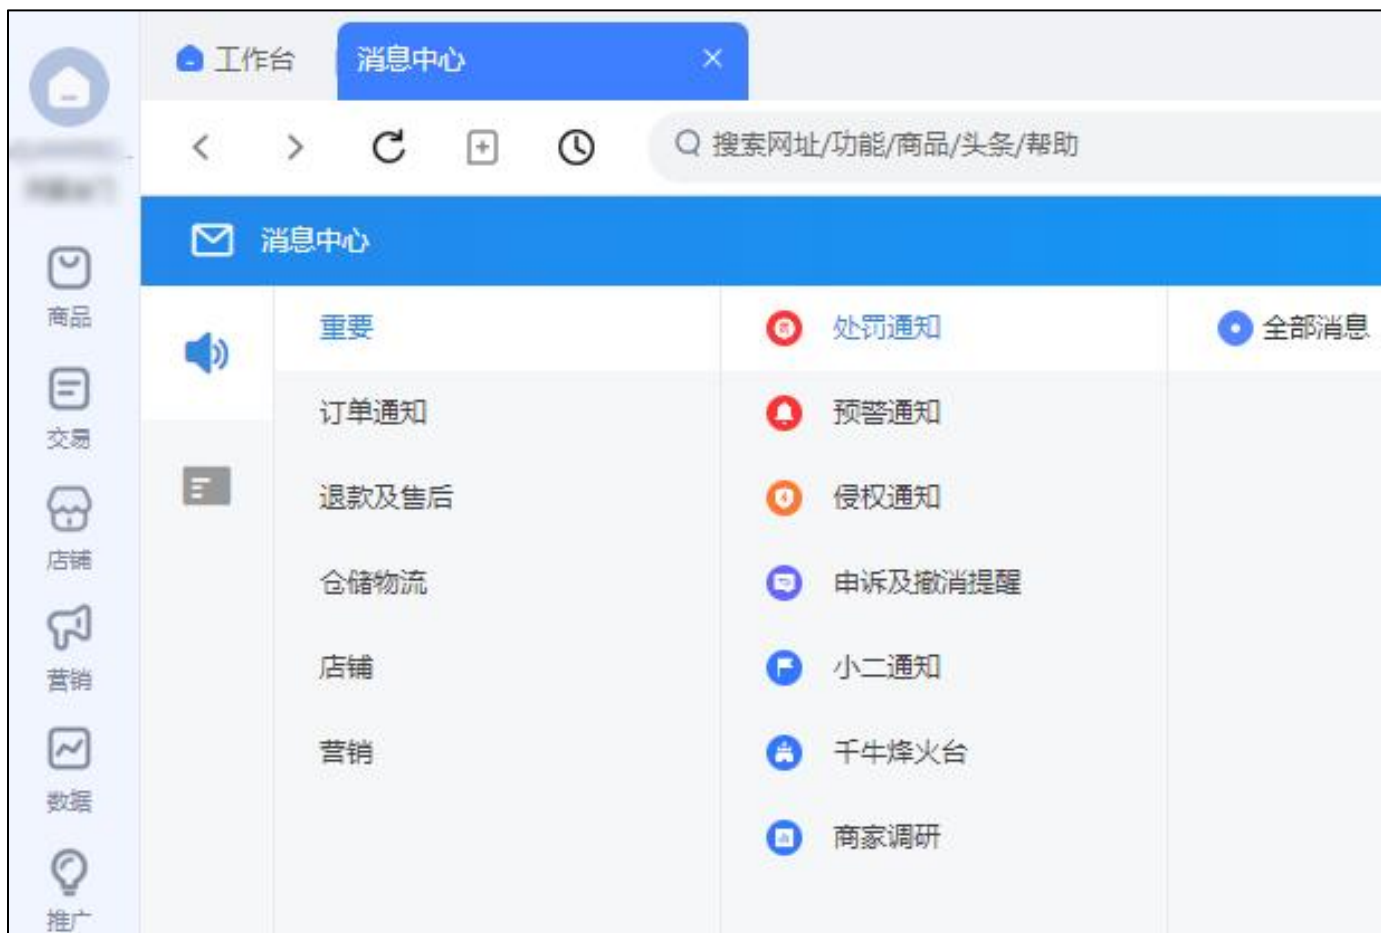 工作台
消息中心
搜索网址/功能/商品/头条/帮助
消息中心
商品
交易
店铺
营销
数据
推广
重要
订单通知
退款及售后
仓储物流
店铺
营销
处罚通知
预警通知
侵权通知
申诉及撤消提醒
小二通知
千牛烽火台
商家调研
全部消息